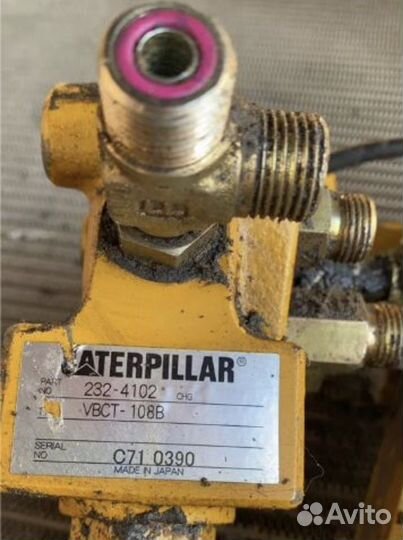 CATERPILLAR®
PART
NO 232-4102 CHG
VBCT-108B
SERIAL
NO C71 0390
MADE IN JAPAN
Avito